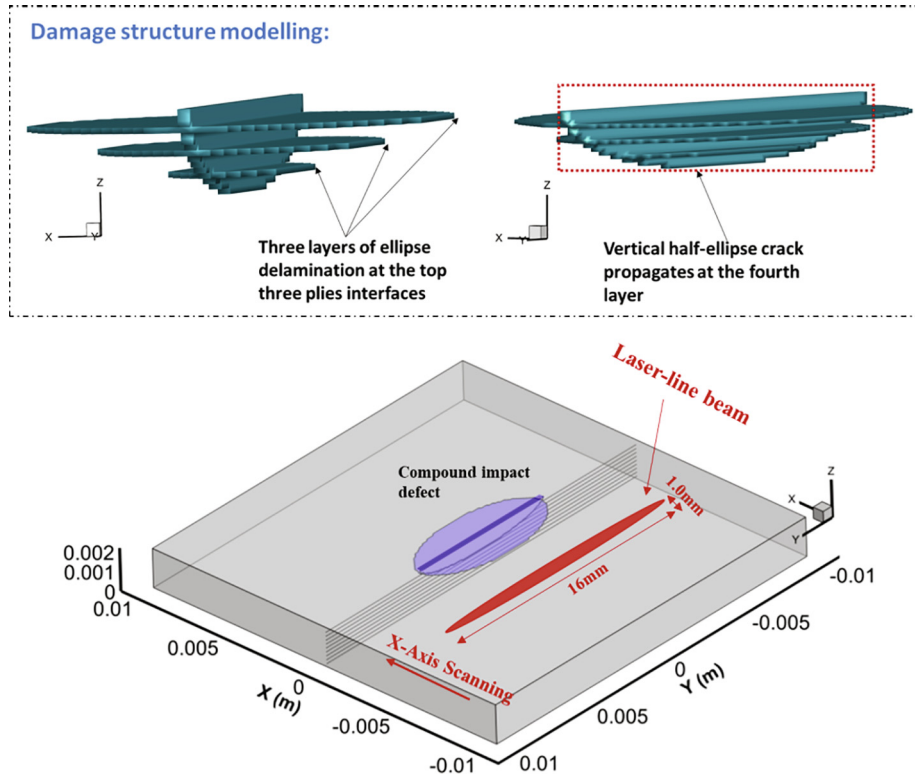 Damage structure modelling:
Z
X
Y
Three layers of ellipse
delamination at the top
three plies interfaces
Z
X
Y
Vertical half-ellipse crack
propagates at the fourth
layer
Laser-line beam
Compound impact
defect
1.0mm
16mm
X-Axis Scanning
Z
X
Y
0.002
0.001
0
0.01
0.005
0
-0.005
-0.01
X (m)
-0.01
-0.005
0
0.005
0.01
Y (m)